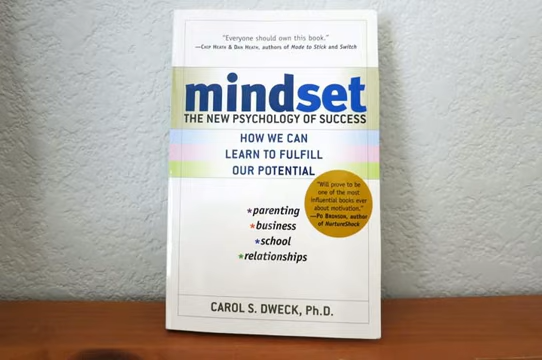 "Everyone should own this book."
—CHIP HEATH & DAN HEATH, authors of Made to Stick and Switch
mindset
THE NEW PSYCHOLOGY OF SUCCESS
HOW WE CAN
LEARN TO FULFILL
OUR POTENTIAL
*parenting
*business
*school
*relationships
"Will prove to be
one of the most
influential books ever
about motivation."
—PO BRONSON, author
of NurtureShock
CAROL S. DWECK, Ph.D.